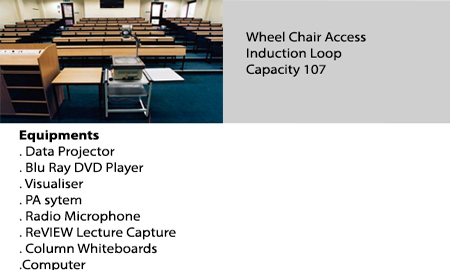 Wheel Chair Access
Induction Loop
Capacity 107
Equipments
. Data Projector
. Blu Ray DVD Player
. Visualiser
. PA sytem
. Radio Microphone
. ReVIEW Lecture Capture
. Column Whiteboards
.Computer